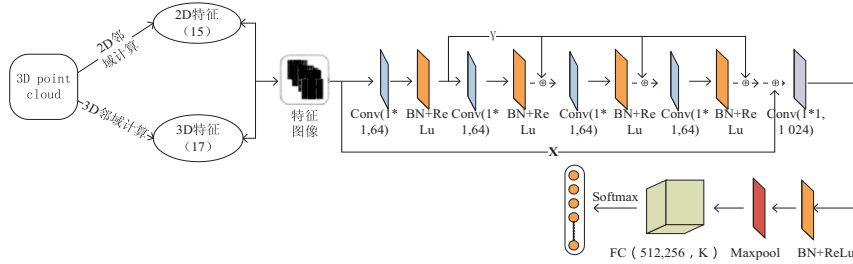 3D point
cloud
2D邻
域计算
3D邻域计算
2D特征
（15）
3D特征
（17）
特征
图像
Y
X
Conv(1*
1,64)
BN+Re
Lu
Conv(1*
1,64)
BN+Re
Lu
Conv(1*
1,64)
BN+Re
Lu
Conv(1*
1,64)
BN+Re
Lu
Conv(1*1,
1 024)
Softmax
FC（512,256，K）
Maxpool
BN+ReLu